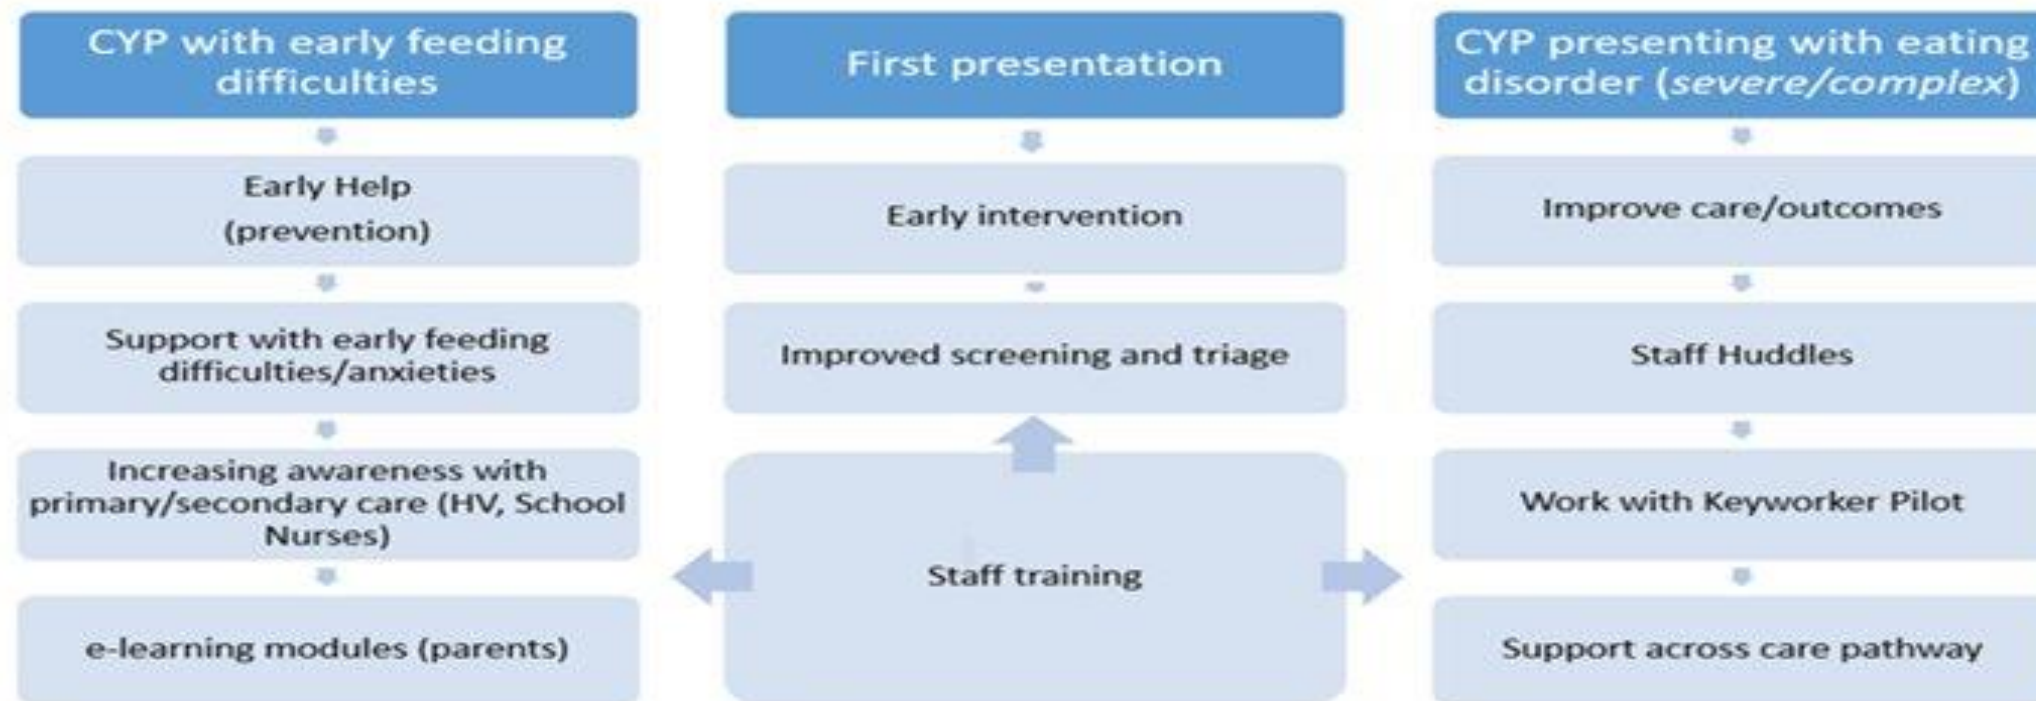 CYP with early feeding
difficulties
Early Help
(prevention)
Support with early feeding
difficulties/anxieties
Increasing awareness with
primary/secondary care (HV, School
Nurses)
e-learning modules (parents)
First presentation
Early intervention
Improved screening and triage
Staff training
CYP presenting with eating
disorder (severe/complex)
Improve care/outcomes
Staff Huddles
Work with Keyworker Pilot
Support across care pathway